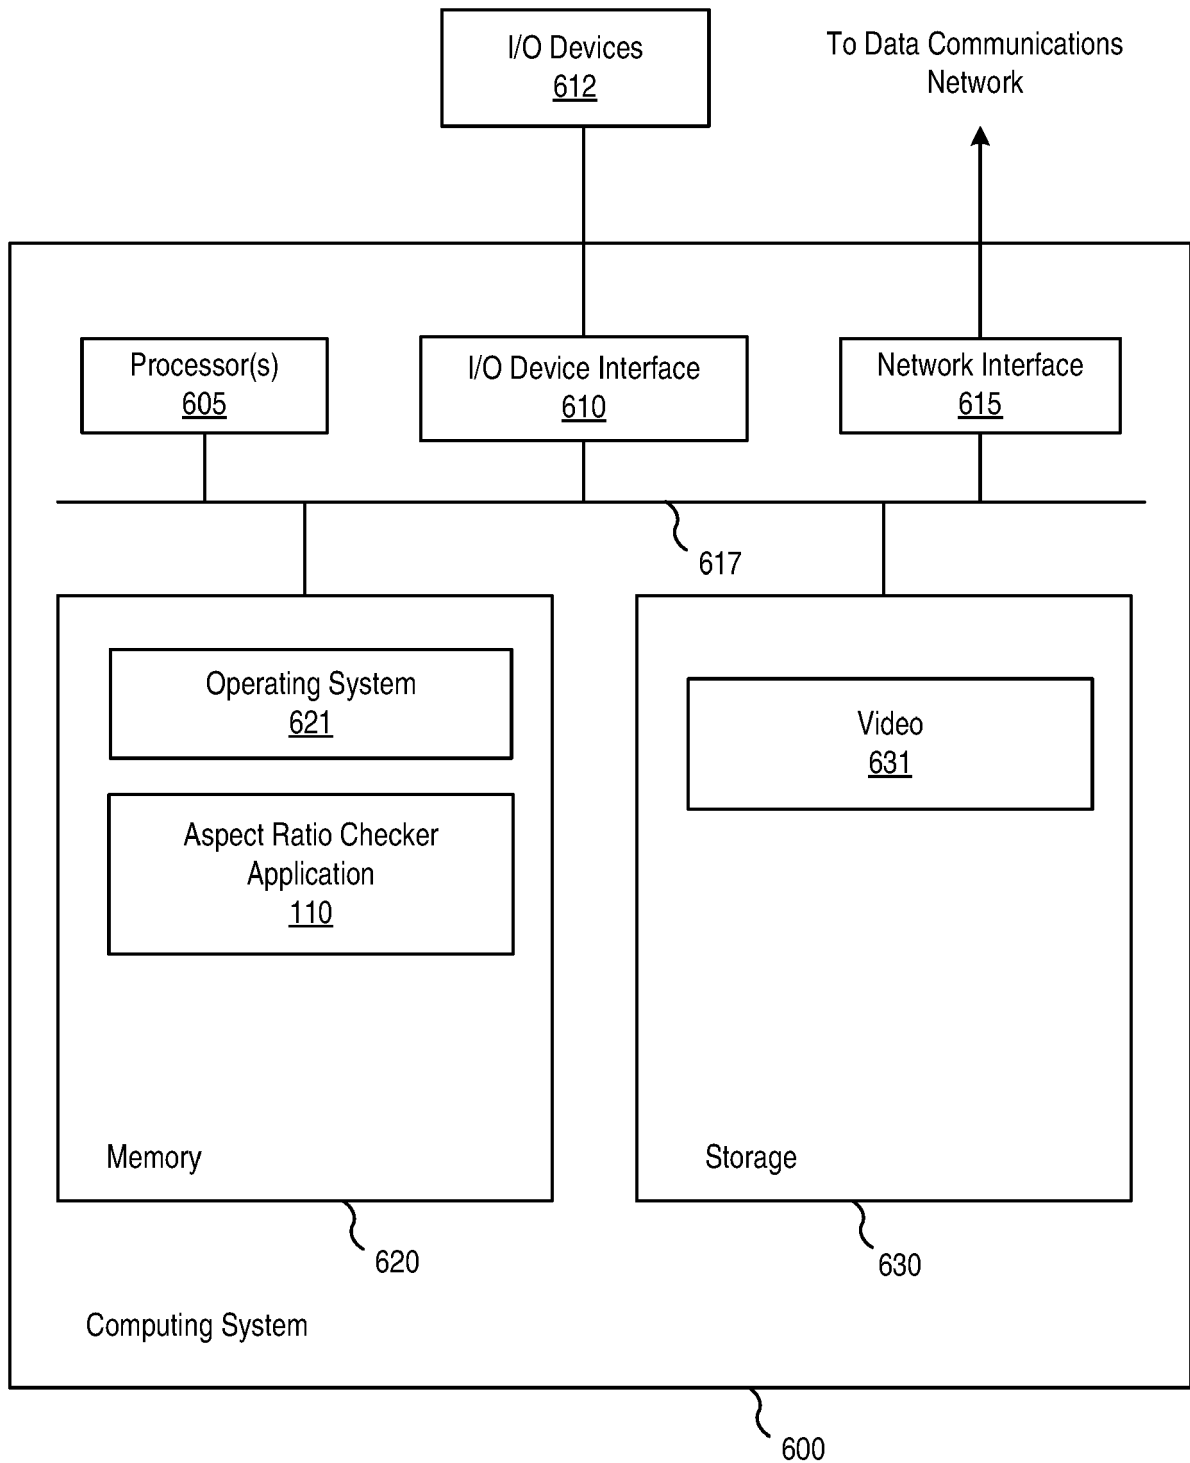 I/O Devices
612
To Data Communications
Network
Processor(s)
605
I/O Device Interface
610
Network Interface
615
617
Operating System
621
Aspect Ratio Checker
Application
110
Memory
620
Video
631
Storage
630
Computing System
600